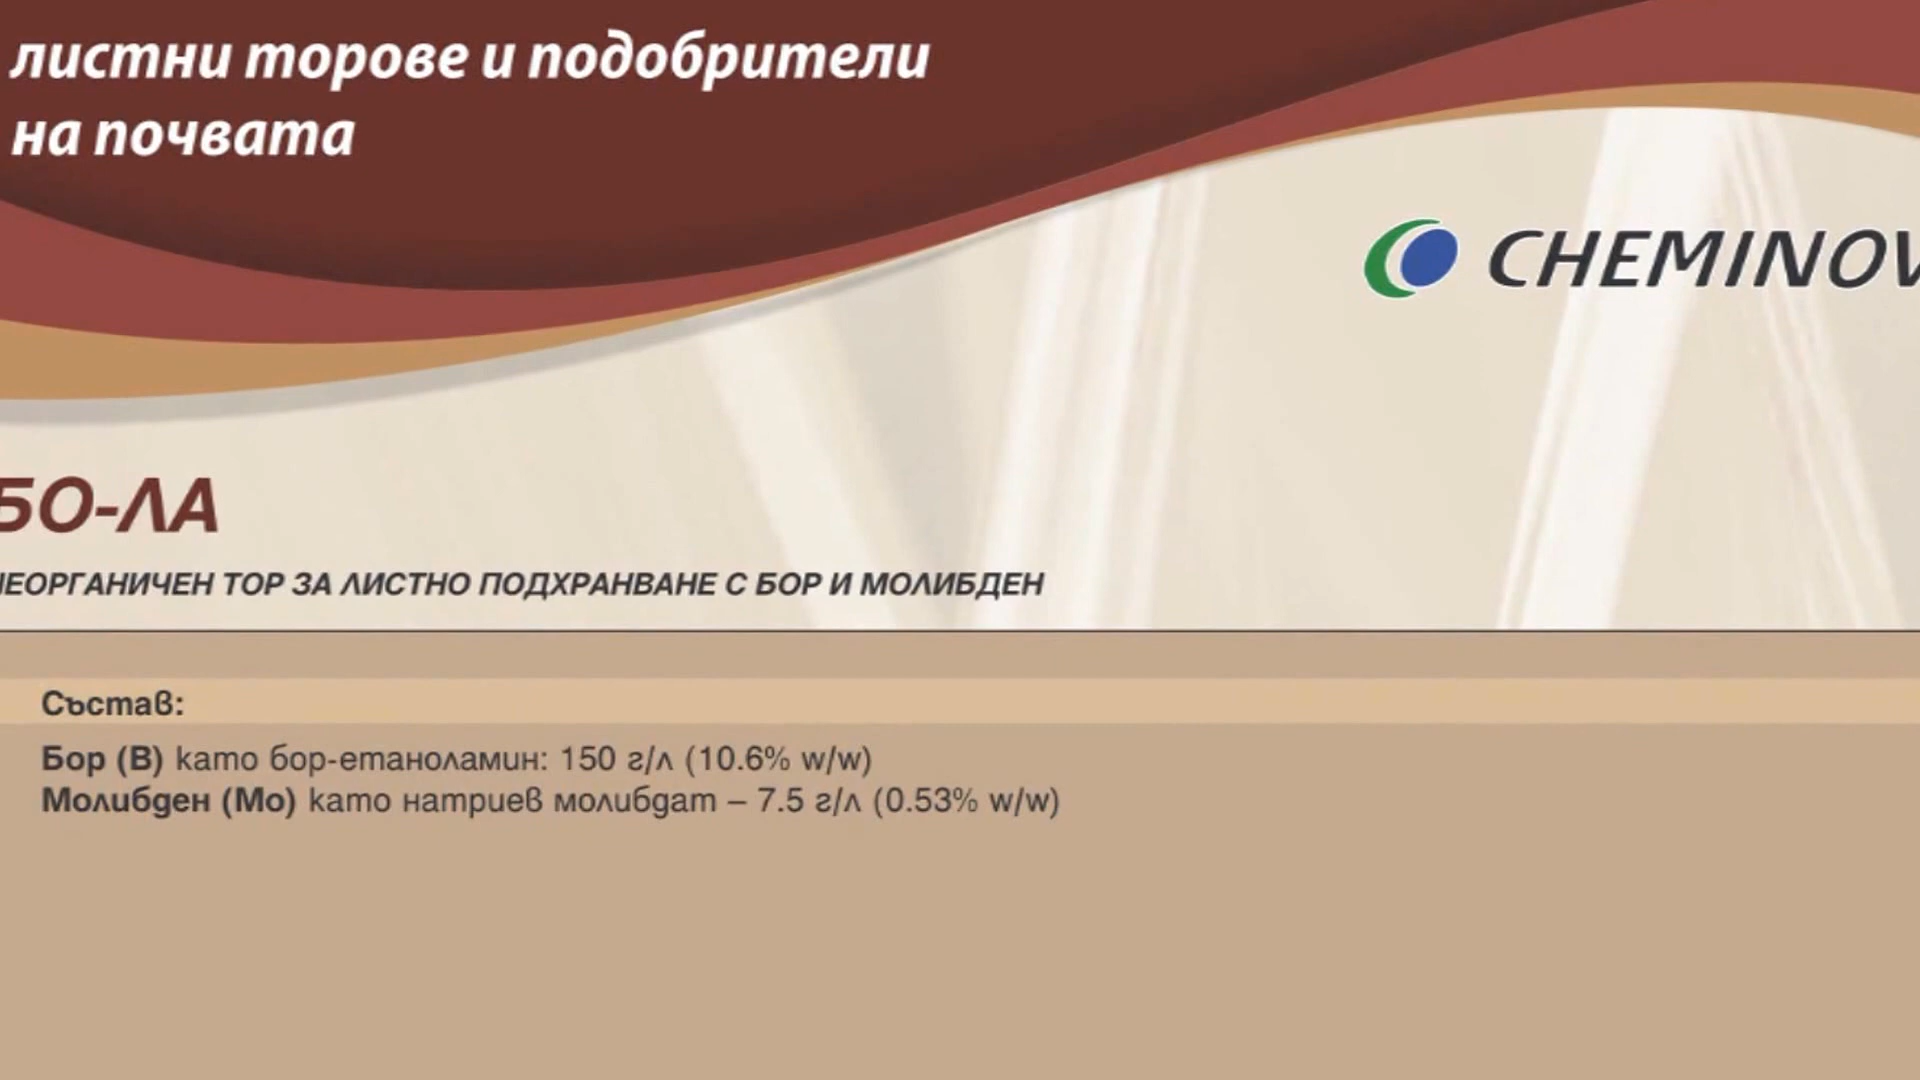 листни торове и подобрители
на почвата
CHEMINOV
БО-ЛА
НЕОРГАНИЧЕН ТОР ЗА ЛИСТНО ПОДХРАНВАНЕ С БОР И МОЛИБДЕН
Състав:
Бор (B) като бор-етаноламин: 150 г/л (10.6% w/w)
Молибден (Mo) като натриев молибдат – 7.5 г/л (0.53% w/w)